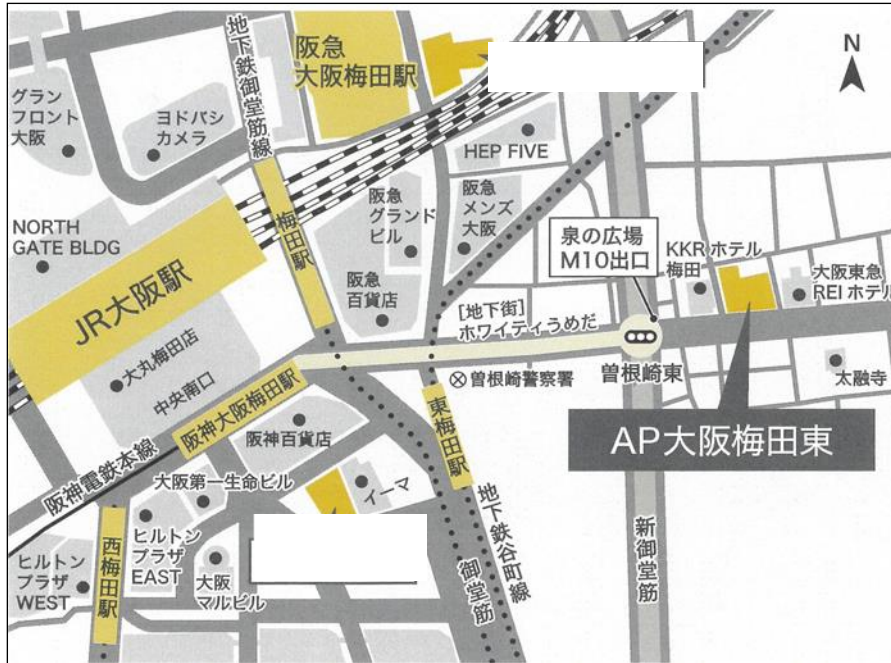 阪急
大阪梅田駅
N
グラン
フロント
大阪
ヨドバシ
カメラ
地下鉄御堂筋線
HEP FIVE
阪急
グランド
ビル
阪急
メンズ
大阪
梅田駅
NORTH
GATE BLDG
泉の広場
M10出口
KKR ホテル
梅田
大阪東急
REI ホテル
阪急
百貨店
JR大阪駅
[地下街]
ホワイティうめだ
大丸梅田店
中央南口
曽根崎警察署
曽根崎東
太融寺
阪神大阪梅田駅
東梅田駅
AP大阪梅田東
阪神百貨店
阪神電鉄本線
大阪第一生命ビル
イーマ
地下鉄谷町線
西梅田駅
ヒルトン
プラザ
EAST
ヒルトン
プラザ
WEST
大阪
マルビル
御堂筋
新御堂筋